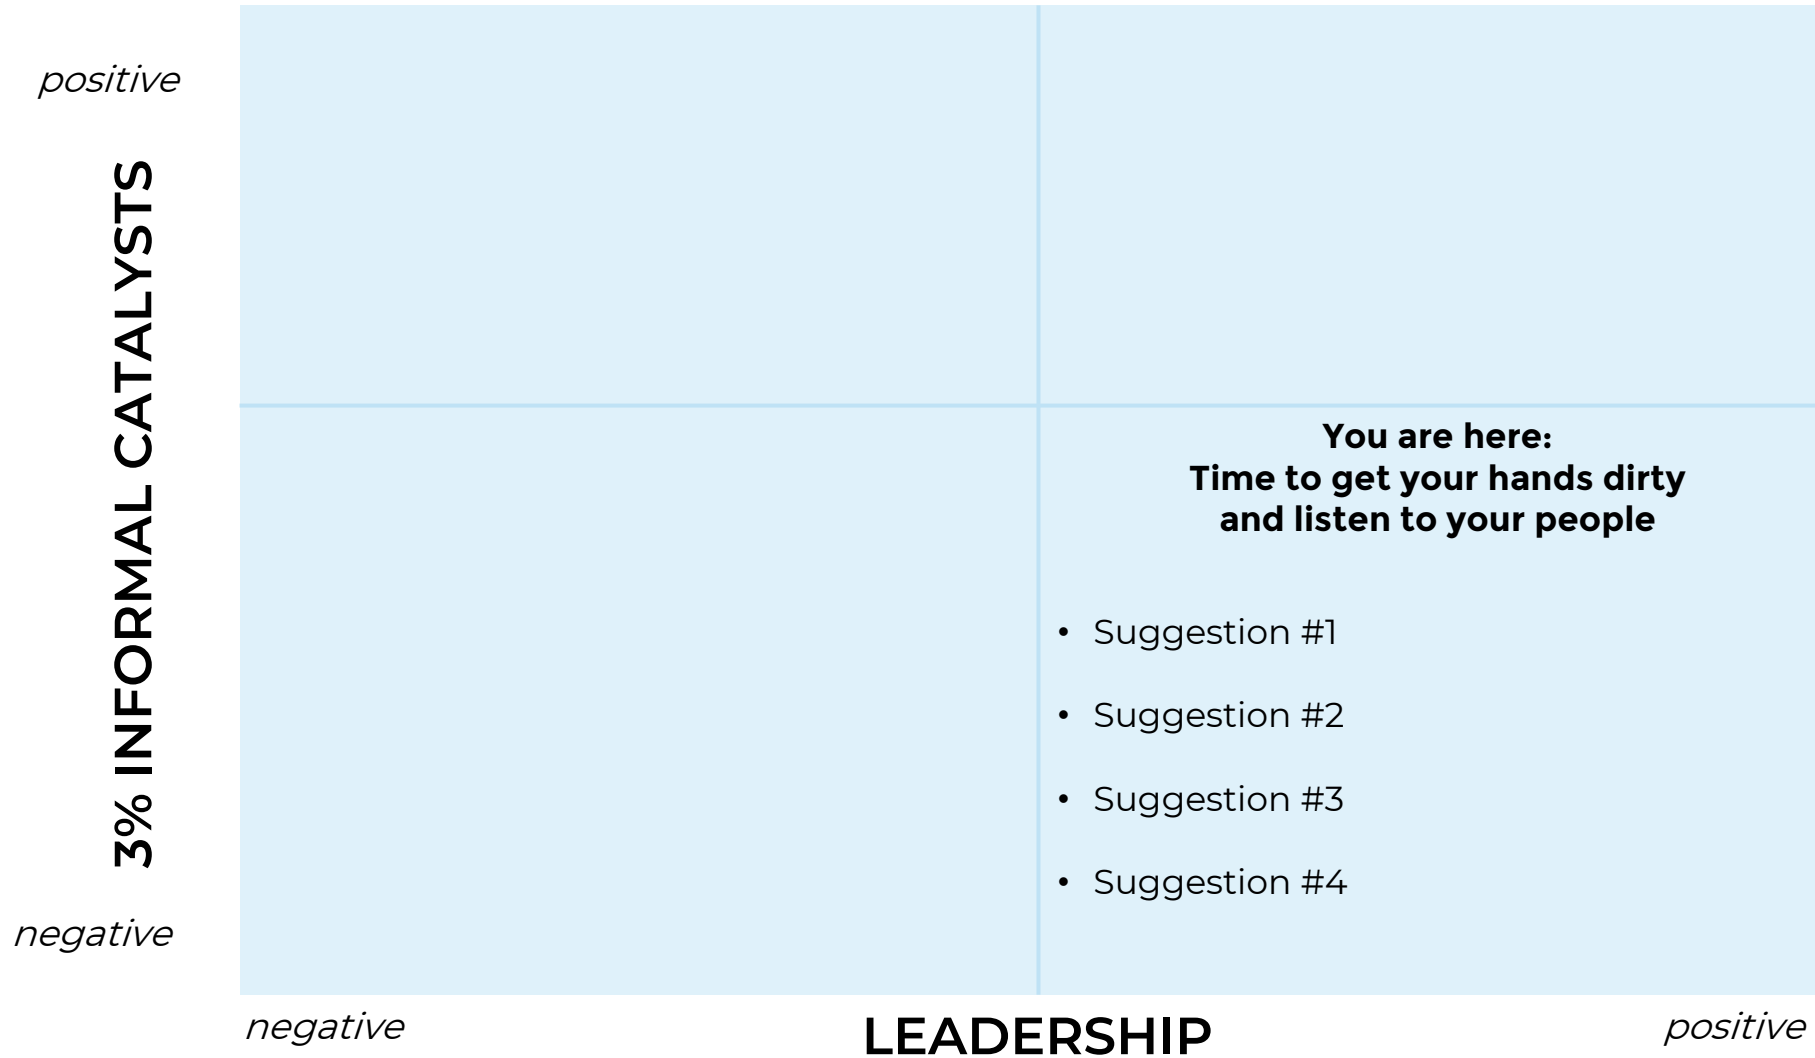 positive
3% INFORMAL CATALYSTS
negative
You are here:
Time to get your hands dirty
and listen to your people
• Suggestion #1
• Suggestion #2
• Suggestion #3
• Suggestion #4
negative
LEADERSHIP
positive